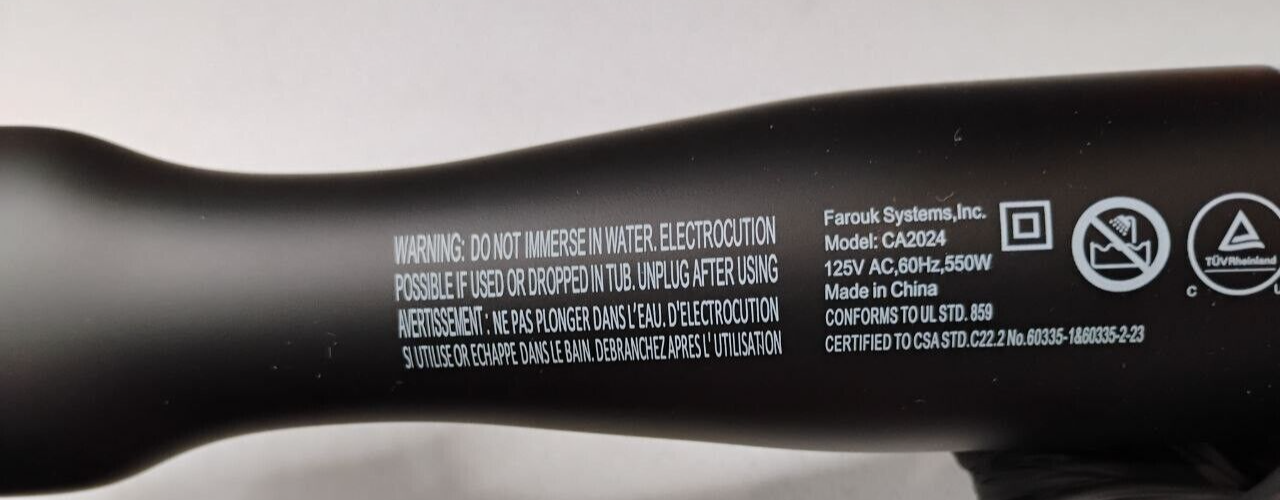 WARNING: DO NOT IMMERSE IN WATER. ELECTROCUTION
POSSIBLE IF USED OR DROPPED IN TUB. UNPLUG AFTER USING
AVERTISSEMENT : NE PAS PLONGER DANS L'EAU. D'ELECTROCUTION
SI UTILISE OR ECHAPPE DANS LE BAIN. DEBRANCHEZ APRES L' UTILISATION
Farouk Systems,Inc.
Model: CA2024
125V AC,60Hz,550W
Made in China
CONFORMS TO UL STD. 859
CERTIFIED TO CSA STD.C22.2 No.60335-1&60335-2-23
TÜVRheinland
C